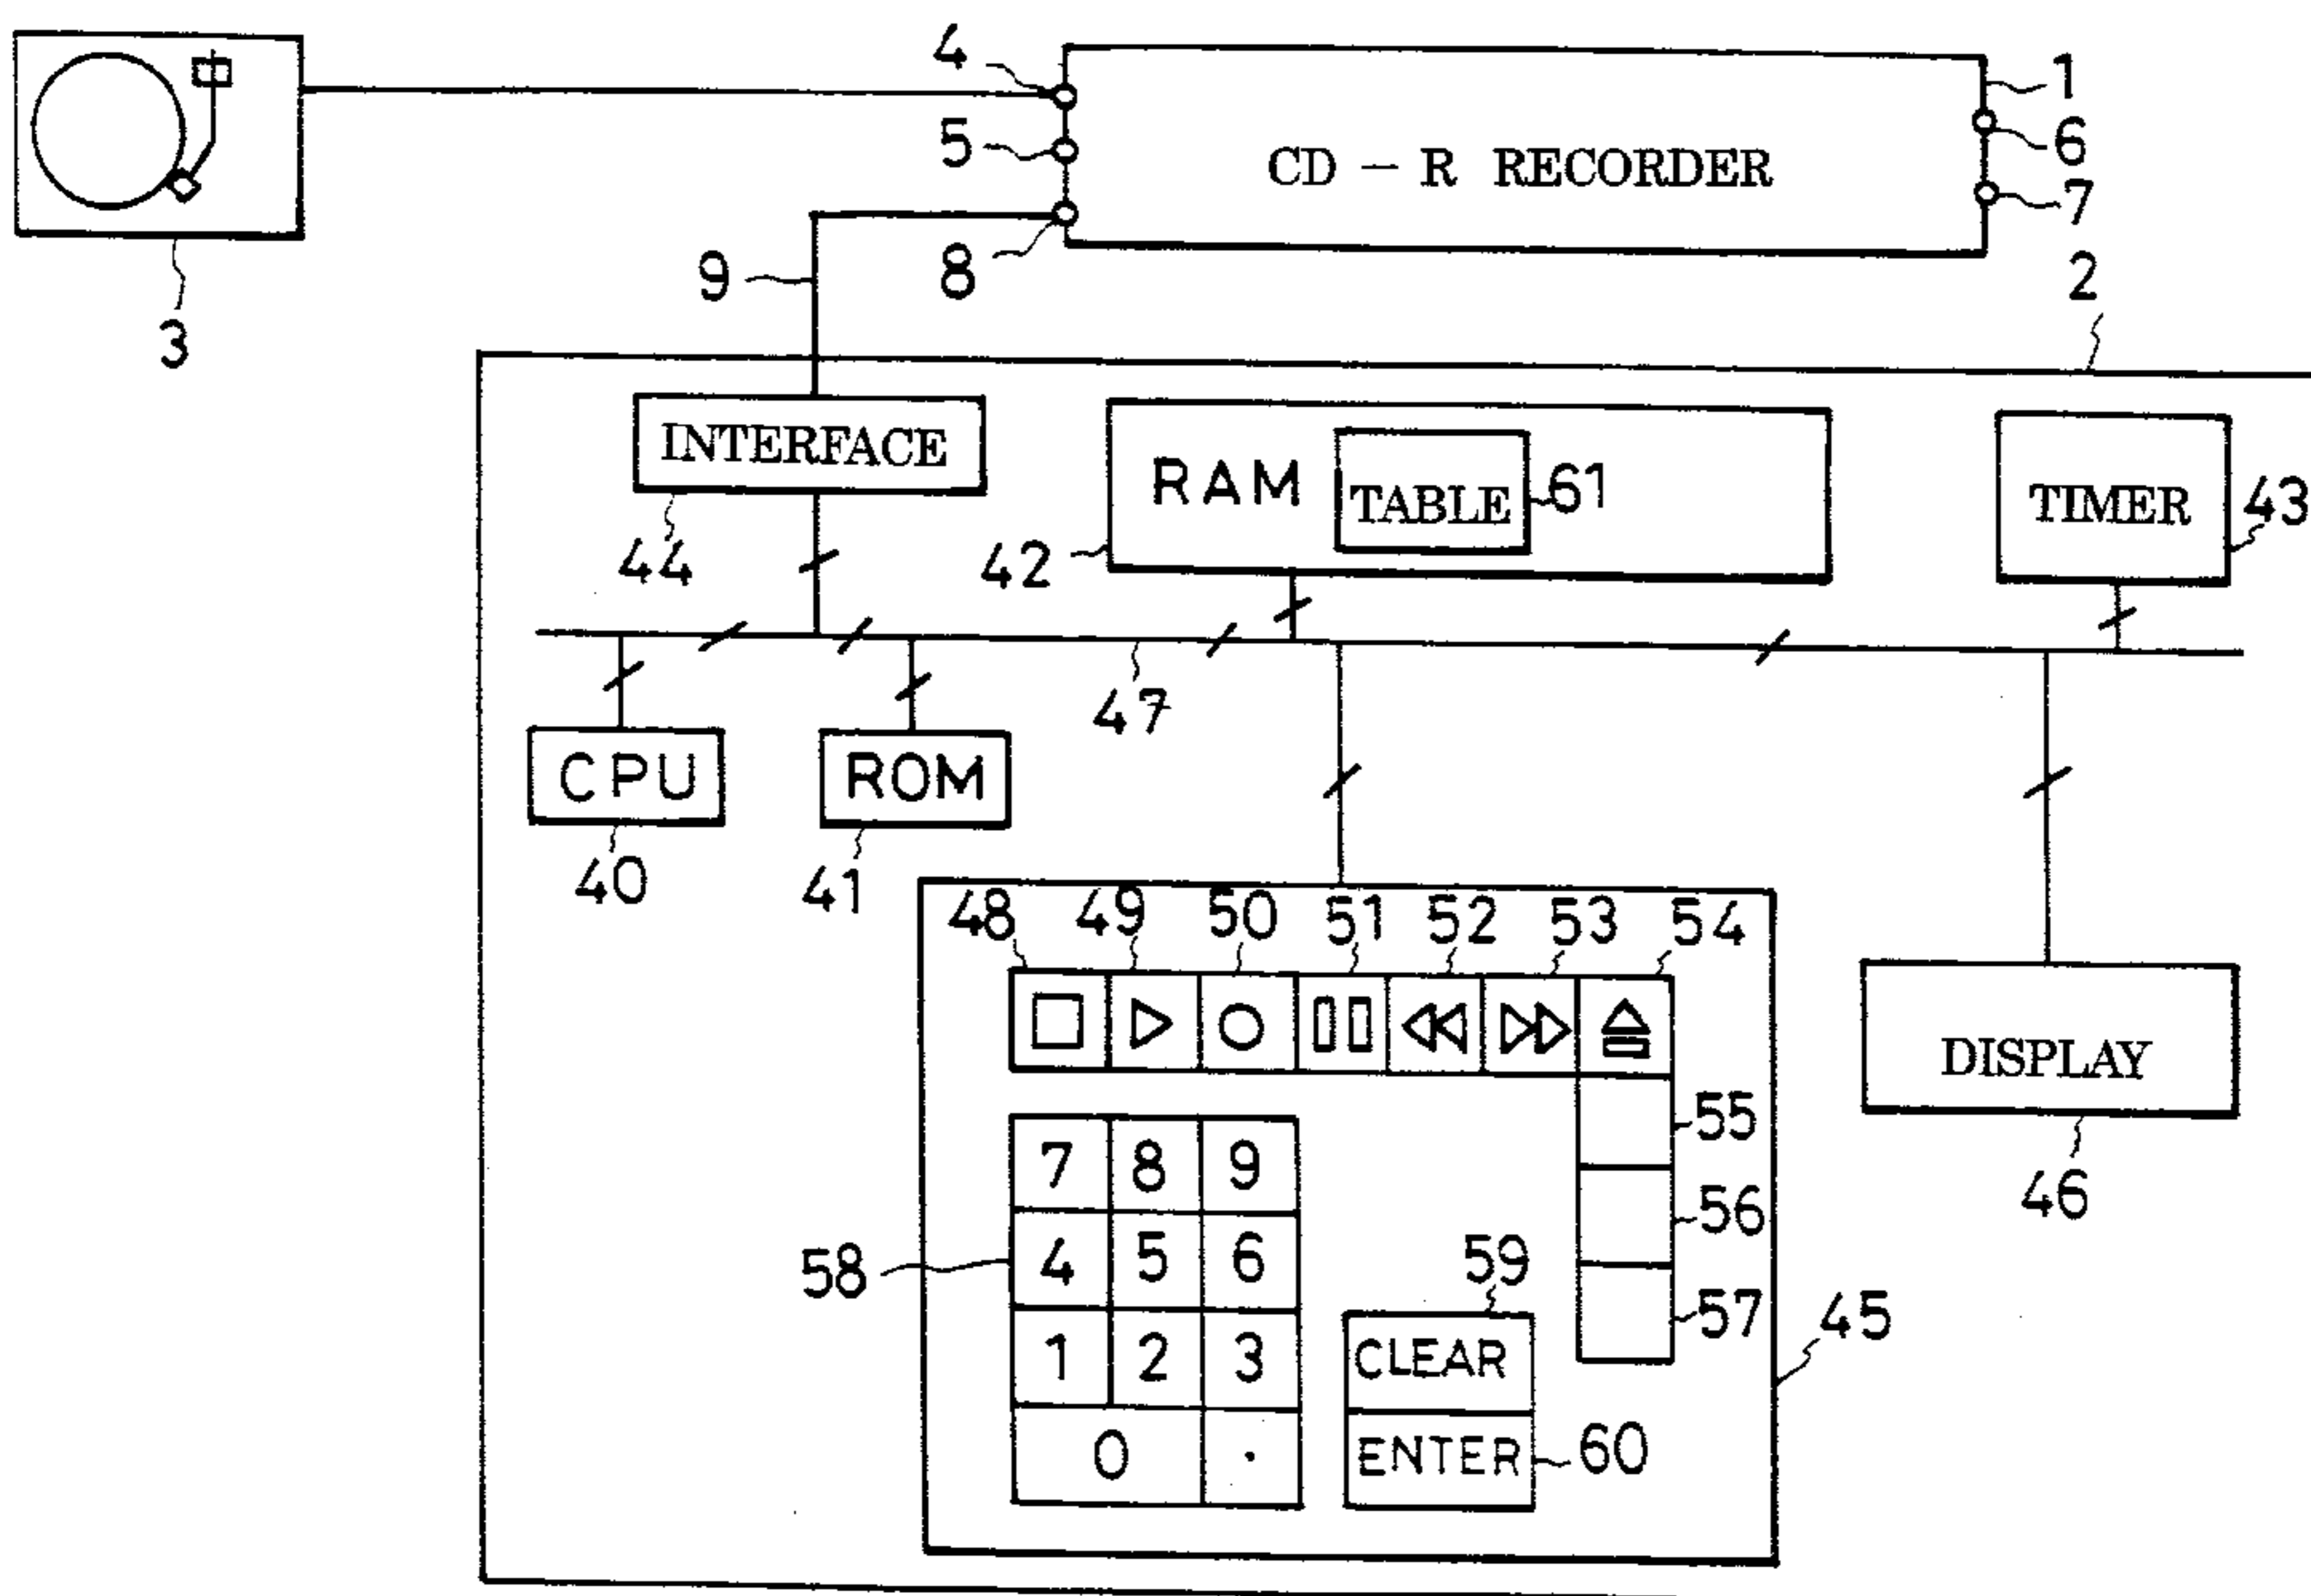 4
1
5
CD - R RECORDER
6
7
3
9
8
2
INTERFACE
RAM
TABLE
61
TIMER
43
44
42
47
CPU
ROM
40
41
48 49 50 51 52 53 54
DISPLAY
46
55
56
57
7 8 9
4 5 6
1 2 3
0 .
58
59
CLEAR
ENTER
60
45